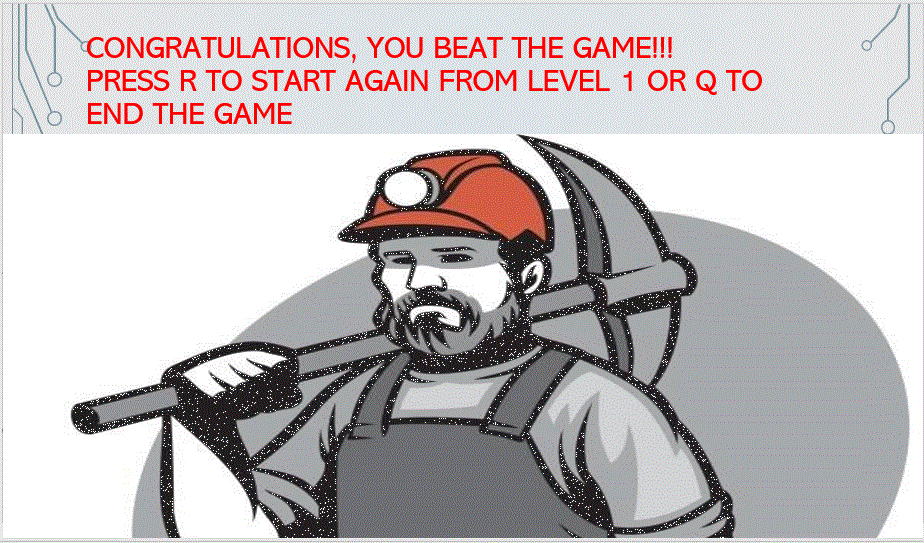 CONGRATULATIONS, YOU BEAT THE GAME!!!
PRESS R TO START AGAIN FROM LEVEL 1 OR Q TO
END THE GAME